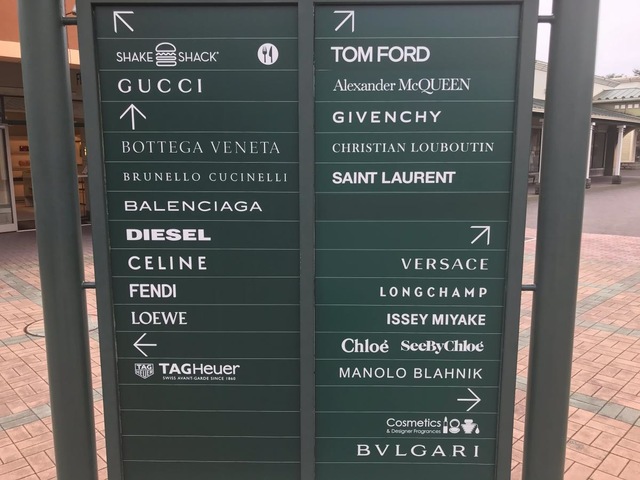 SHAKE SHACK
GUCCI
BOTTEGA VENETA
BRUNELLO CUCINELLI
BALENCIAGA
DIESEL
CELINE
FENDI
LOEWE
TAG HEUER
TAGHeuer
SWISS AVANT-GARDE SINCE 1860
TOM FORD
Alexander McQUEEN
GIVENCHY
CHRISTIAN LOUBOUTIN
SAINT LAURENT
VERSACE
LONGCHAMP
ISSEY MIYAKE
Chloé SeeByChloé
MANOLO BLAHNIK
Cosmetics
& Designer Fragrances
BVLGARI